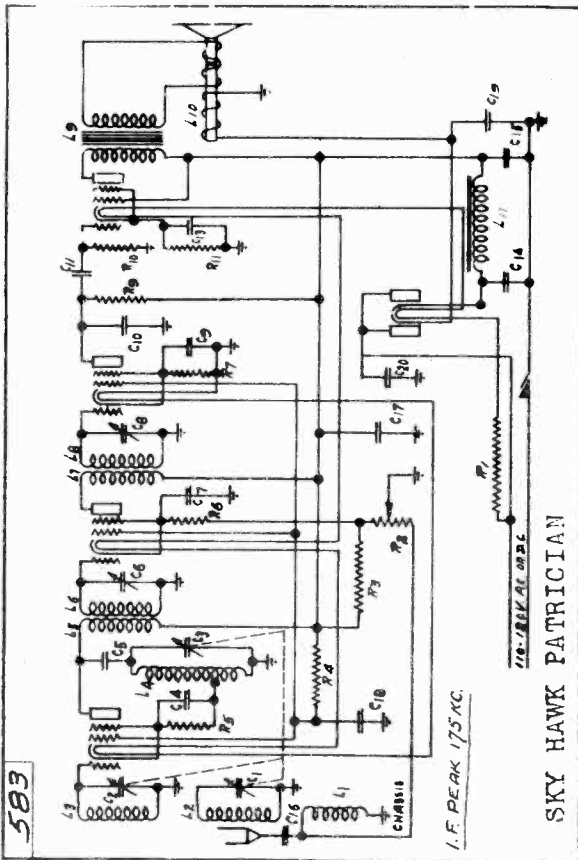 583
L9
L10
C19
C11
R10
C13
R11
R9
C10
C9
R7
L7
L8
C8
C7
R6
L5
L6
C6
C5
C3
L4
C4
R5
L3
C2
L2
C1
C16
L1
CHASSIS
C18
R4
R3
R2
C17
C20
R1
L11
C14
C15
110-120V. AC OR DC
I.F. PEAK 175 KC.
SKY HAWK PATRICIAN